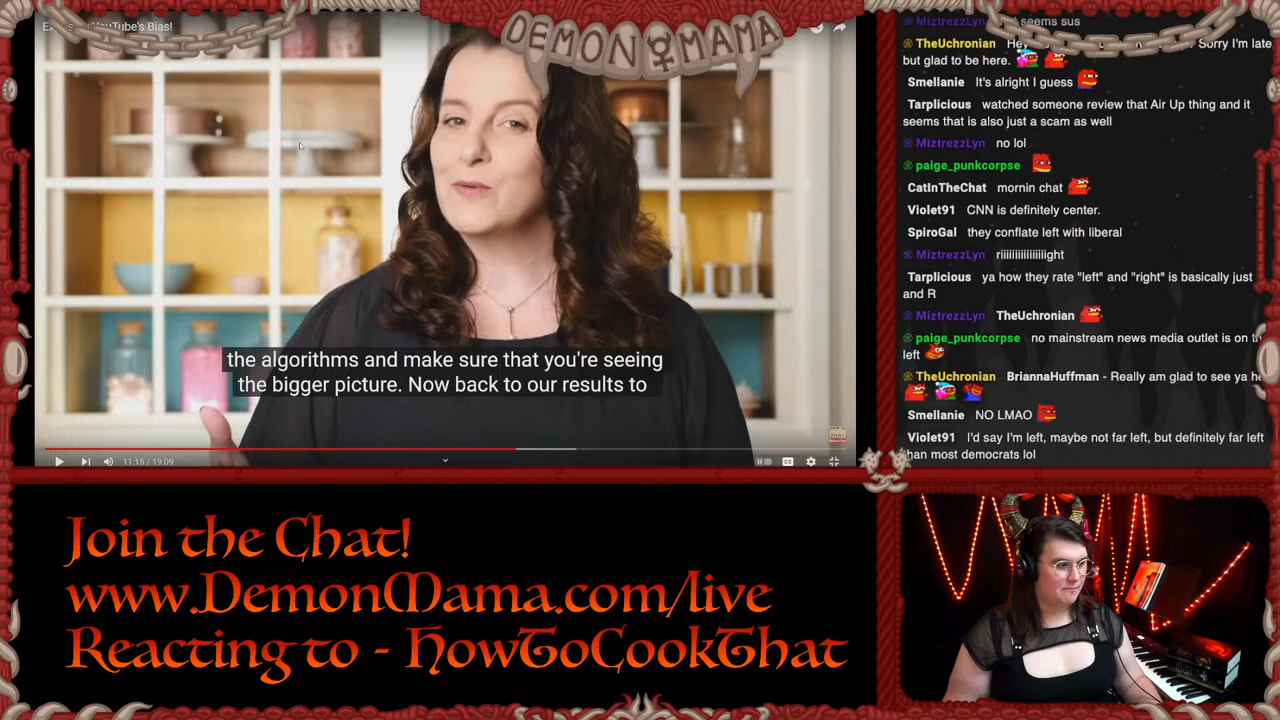 YouTube's Bias!
DEMON MAMA
the algorithms and make sure that you're seeing
the bigger picture. Now back to our results to
11:15 / 19:09
MiztrezzLyn seems sus
TheUchronian Sorry I'm late
but glad to be here.
Smellanie It's alright I guess
Tarplicious watched someone review that Air Up thing and it
seems that is also just a scam as well
MiztrezzLyn no lol
paige_punkcorpse
CatInTheChat mornin chat
Violet91 CNN is definitely center.
SpiroGal they conflate left with liberal
MiztrezzLyn riiiiiiiiiiiiiiiight
Tarplicious ya how they rate "left" and "right" is basically just
and R
MiztrezzLyn TheUchronian
paige_punkcorpse no mainstream news media outlet is on
left
TheUchronian BriannaHuffman - Really am glad to see ya
Smellanie NO LMAO
Violet91 I'd say I'm left, maybe not far left, but definitely far left
than most democrats lol
Join the Chat!
www.DemonMama.com/live
Reacting to - HowToCookThat